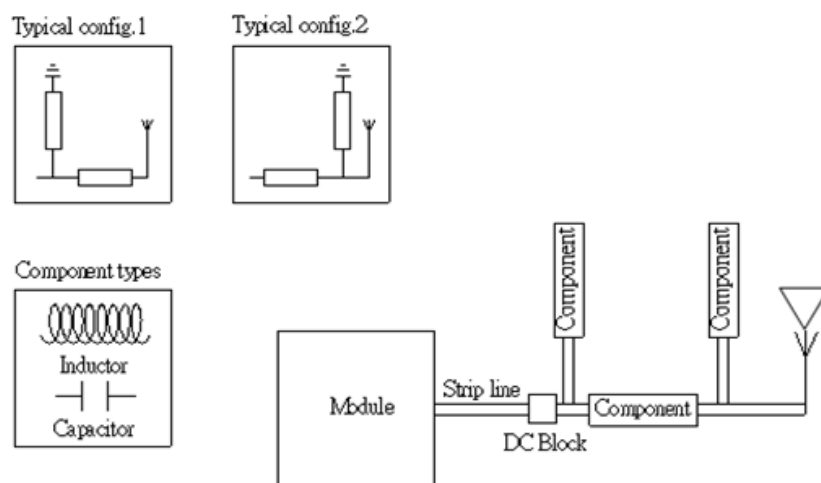 Typical config.1
Typical config.2
Component types
Inductor
Capacitor
Module
Strip line
DC Block
Component
Component
Component